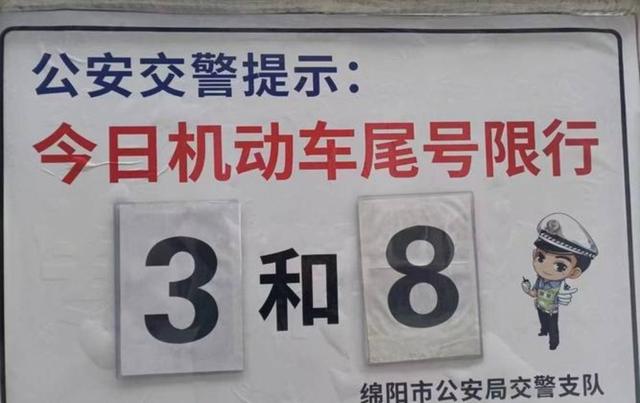 公安交警提示：
今日机动车尾号限行
3和8
绵阳市公安局交警支队